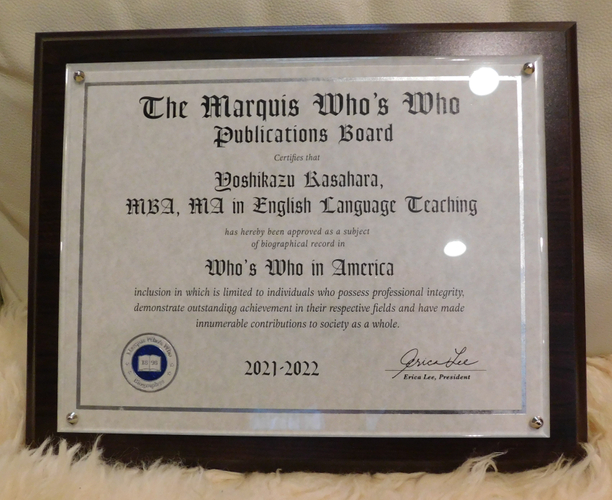 The Marquis Who's Who
Publications Board
Certifies that
Yoshikazu Kasahara,
MBA, MA in English Language Teaching
has hereby been approved as a subject
of biographical record in
Who's Who in America
inclusion in which is limited to individuals who possess professional integrity,
demonstrate outstanding achievement in their respective fields and have made
innumerable contributions to society as a whole.
Marquis Who's Who
2021-2022
Erica Lee
Erica Lee, President